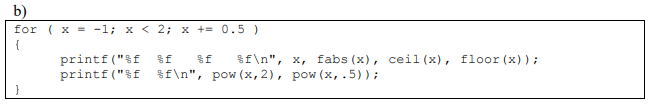 b)
for ( x = -1; x < 2; x += 0.5 )
{
printf("%f %f %f %f\n", x, fabs(x), ceil(x), floor(x));
printf("%f %f\n", pow(x,2), pow(x,.5));
}